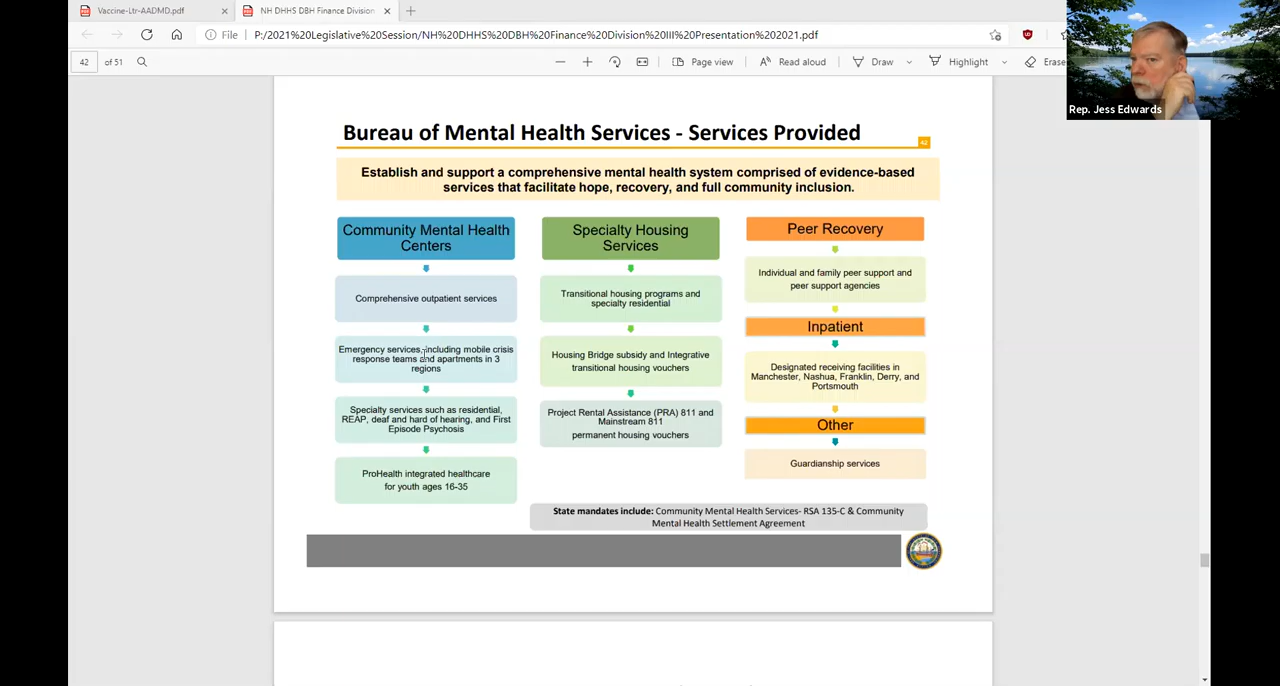 Vaccine-Ltr-AADMD.pdf
NH DHHS DBH Finance Division
File
P:/2021%20Legislative%20Session/NH%20DHHS%20DBH%20Finance%20Division%20III%20Presentation%202021.pdf
42
of 51
Page view
Read aloud
Draw
Highlight
Erase
Rep. Jess Edwards
Bureau of Mental Health Services - Services Provided
42
Establish and support a comprehensive mental health system comprised of evidence-based
services that facilitate hope, recovery, and full community inclusion.
Community Mental Health
Centers
Comprehensive outpatient services
Emergency services, including mobile crisis
response teams and apartments in 3
regions
Specialty services such as residential,
REAP, deaf and hard of hearing, and First
Episode Psychosis
ProHealth integrated healthcare
for youth ages 16-35
Specialty Housing
Services
Transitional housing programs and
specialty residential
Housing Bridge subsidy and Integrative
transitional housing vouchers
Project Rental Assistance (PRA) 811 and
Mainstream 811
permanent housing vouchers
Peer Recovery
Individual and family peer support and
peer support agencies
Inpatient
Designated receiving facilities in
Manchester, Nashua, Franklin, Derry, and
Portsmouth
Other
Guardianship services
State mandates include: Community Mental Health Services- RSA 135-C & Community
Mental Health Settlement Agreement